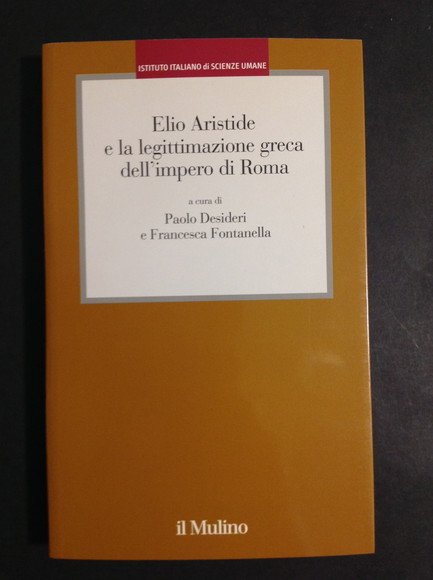 ISTITUTO ITALIANO di SCIENZE UMANE
Elio Aristide
e la legittimazione greca
dell'impero di Roma
a cura di
Paolo Desideri
e Francesca Fontanella
il Mulino